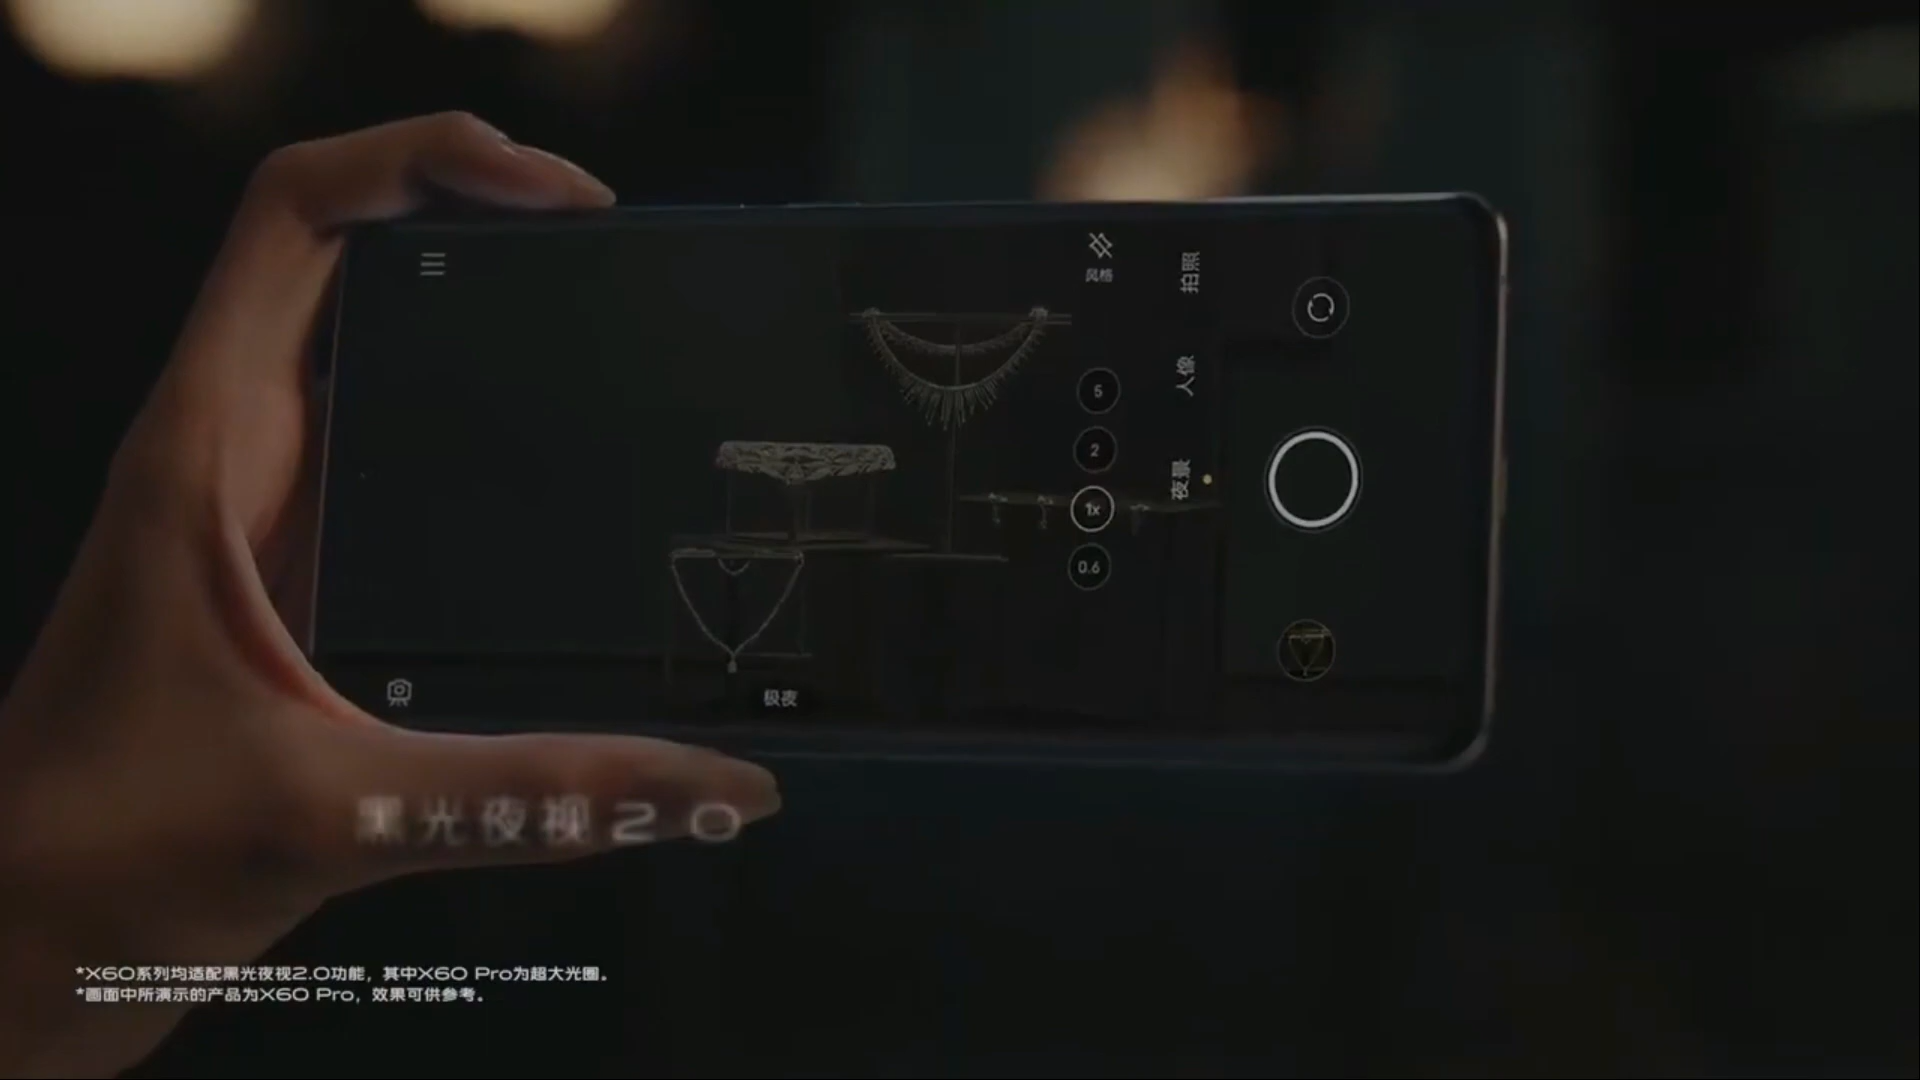 风格
拍照
5
人像
2
夜景
1x
0.6
极夜
黑光夜视2.0
*X60系列均适配黑光夜视2.0功能，其中X60 Pro为超大光圈。
*画面中所演示的产品为X60 Pro，效果可供参考。